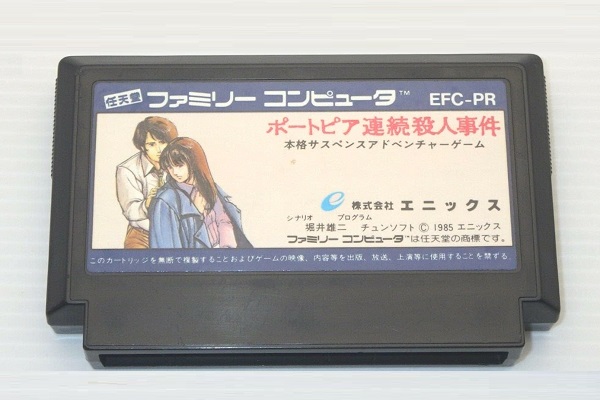 任天堂 ファミリー コンピュータ™ EFC-PR
ポートピア連続殺人事件
本格サスペンスアドベンチャーゲーム
e 株式会社 エニックス
シナリオ プログラム
堀井雄二 チュンソフト © 1985 エニックス
ファミリー コンピュータ™は任天堂の商標です。
このカートリッジを無断で複製することおよびゲームの映像、内容等を出版、放送、上演等に使用することを禁ずる